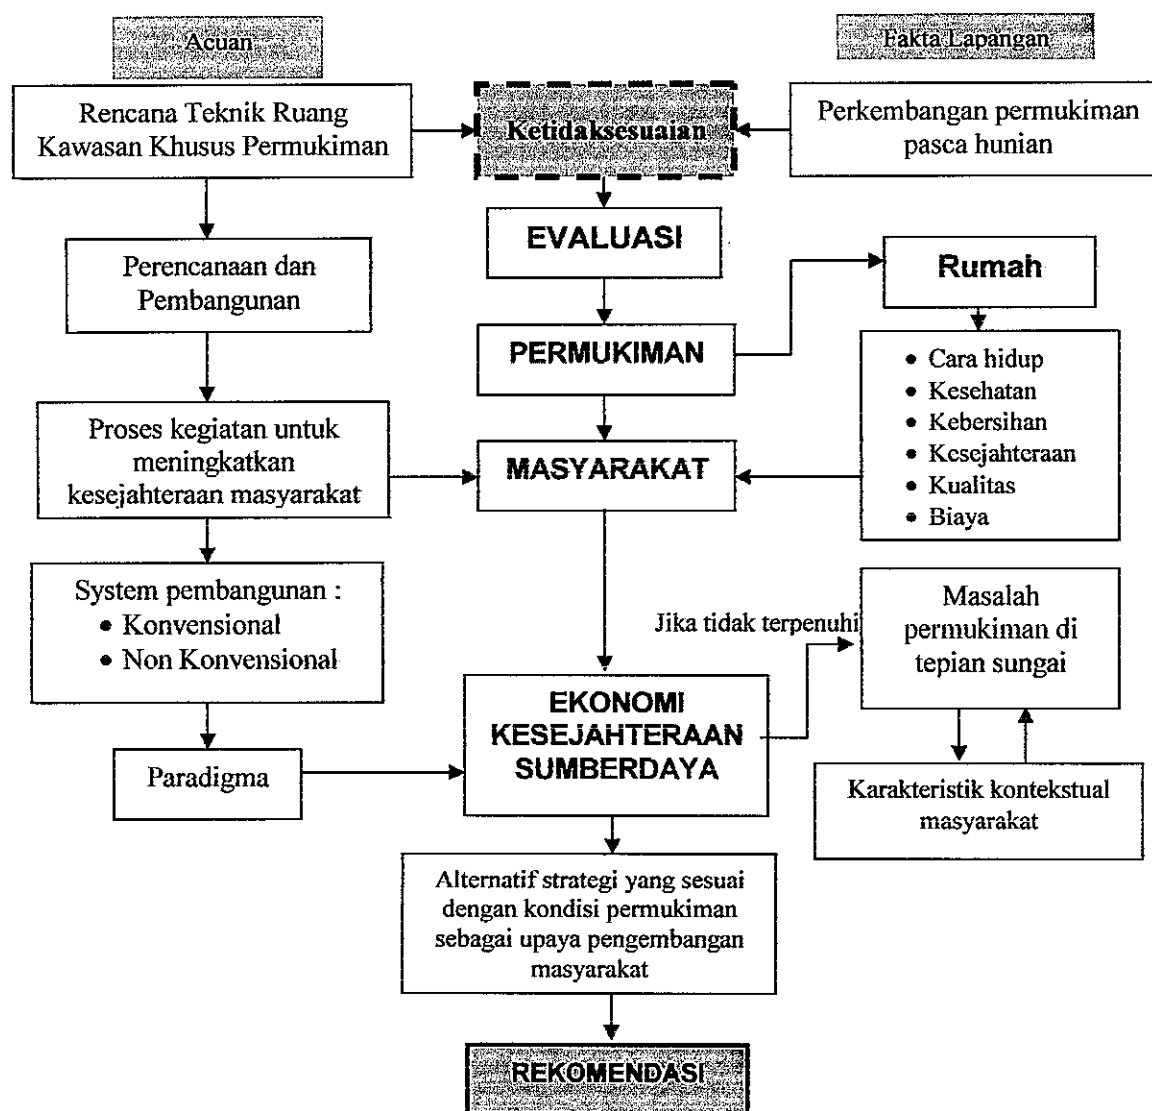 Acuan
Fakta Lapangan
Rencana Teknik Ruang
Kawasan Khusus Permukiman
Ketidaksesuaian
Perkembangan permukiman
pasca hunian
EVALUASI
Perencanaan dan
Pembangunan
Rumah
PERMUKIMAN
• Cara hidup
• Kesehatan
• Kebersihan
• Kesejahteraan
• Kualitas
• Biaya
Proses kegiatan untuk
meningkatkan
kesejahteraan masyarakat
MASYARAKAT
System pembangunan :
• Konvensional
• Non Konvensional
Jika tidak terpenuhi
Masalah
permukiman di
tepian sungai
EKONOMI
KESEJAHTERAAN
SUMBERDAYA
Paradigma
Karakteristik kontekstual
masyarakat
Alternatif strategi yang sesuai
dengan kondisi permukiman
sebagai upaya pengembangan
masyarakat
REKOMENDASI